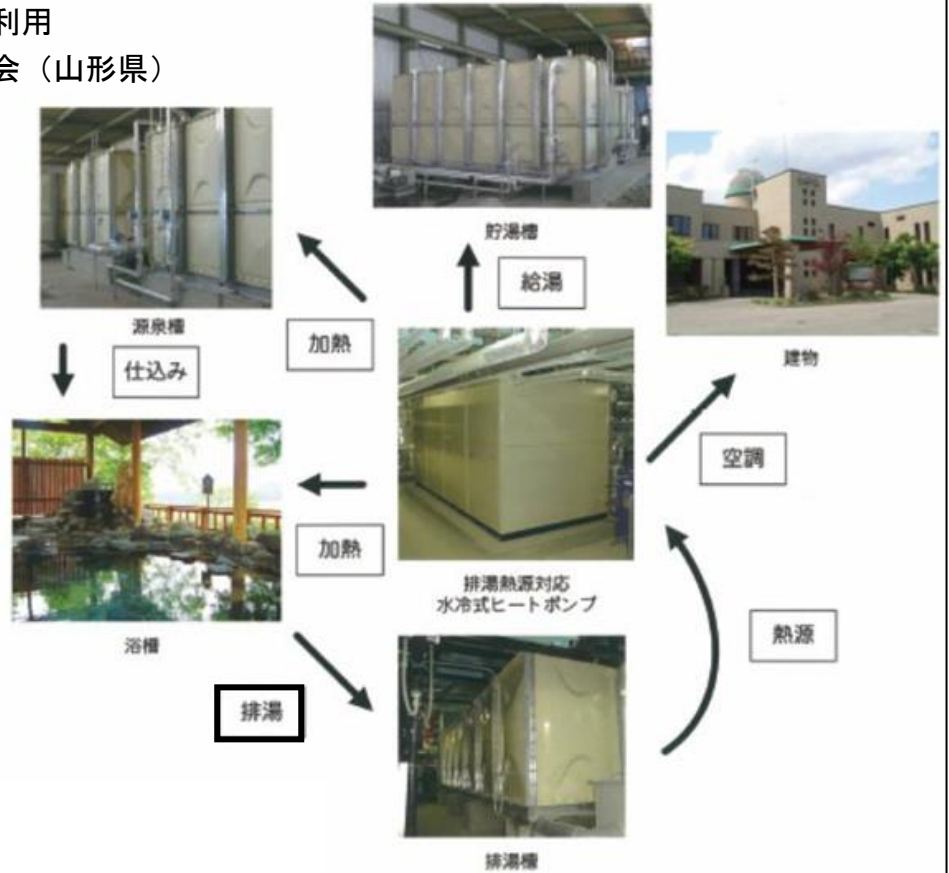 利用
会（山形県）
貯湯槽
給湯
源泉槽
加熱
仕込み
建物
空調
加熱
排湯熱源対応
水冷式ヒートポンプ
浴槽
熱源
排湯
排湯槽